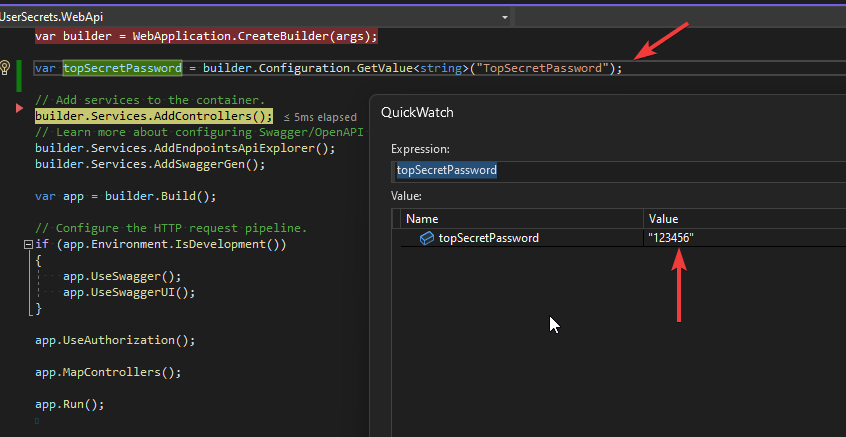 UserSecrets.WebApi
var builder = WebApplication.CreateBuilder(args);
var topSecretPassword = builder.Configuration.GetValue<string>("TopSecretPassword");
// Add services to the container.
builder.Services.AddControllers(); ≤ 5ms elapsed
// Learn more about configuring Swagger/OpenAPI
builder.Services.AddEndpointsApiExplorer();
builder.Services.AddSwaggerGen();
var app = builder.Build();
// Configure the HTTP request pipeline.
if (app.Environment.IsDevelopment())
{
app.UseSwagger();
app.UseSwaggerUI();
}
app.UseAuthorization();
app.MapControllers();
app.Run();
QuickWatch
Expression:
topSecretPassword
Value:
Name Value
topSecretPassword "123456"